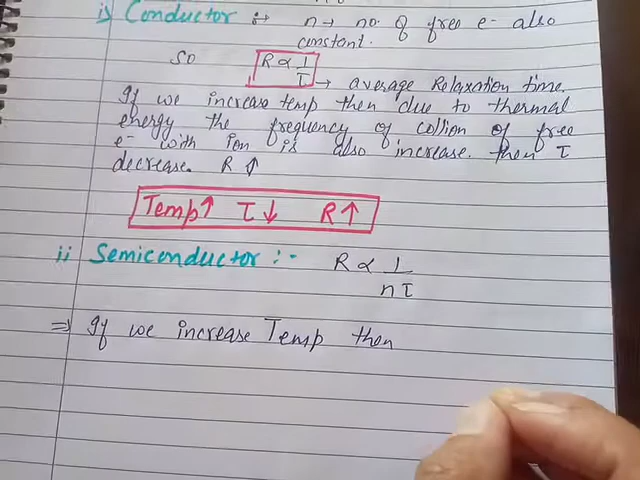 i) Conductor :→ n → no. of free e- also
constant.
so R ∝ 1/τ → average Relaxation time.
If we increase temp then due to thermal
energy the frequency of collion of free
e- with ion is also increase. then τ
decrease. R ↑
Temp↑ τ↓ R↑
ii Semiconductor :- R ∝ 1/nτ
⇒ If we increase Temp then